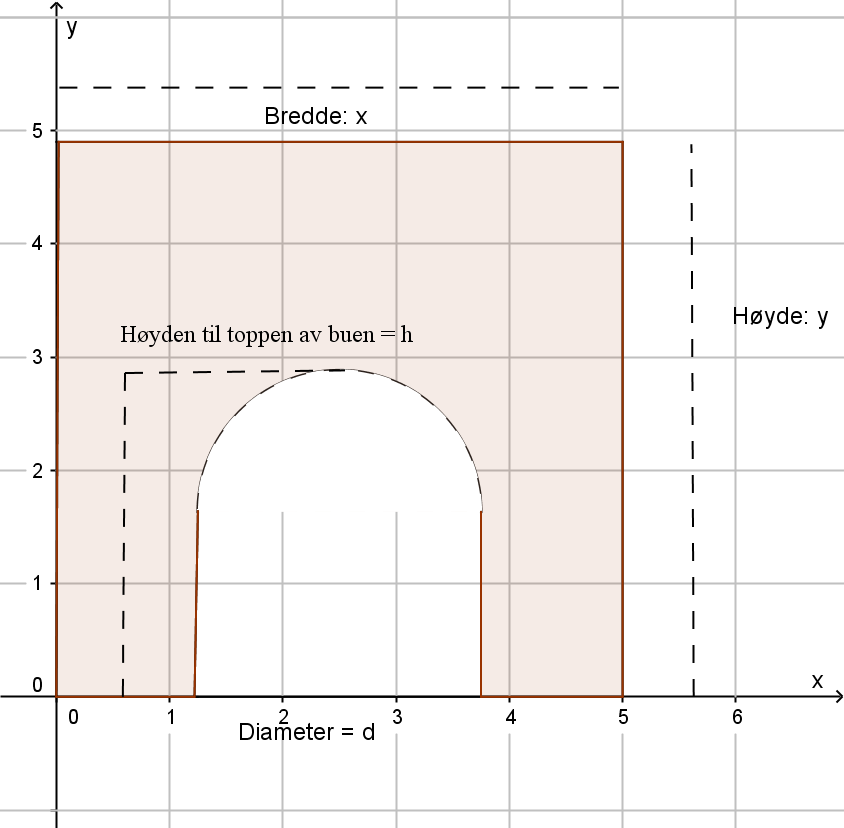 y
Bredde: x
5
4
Høyde: y
Høyden til toppen av buen = h
3
2
1
0
x
0 1 2 3 4 5 6
Diameter = d